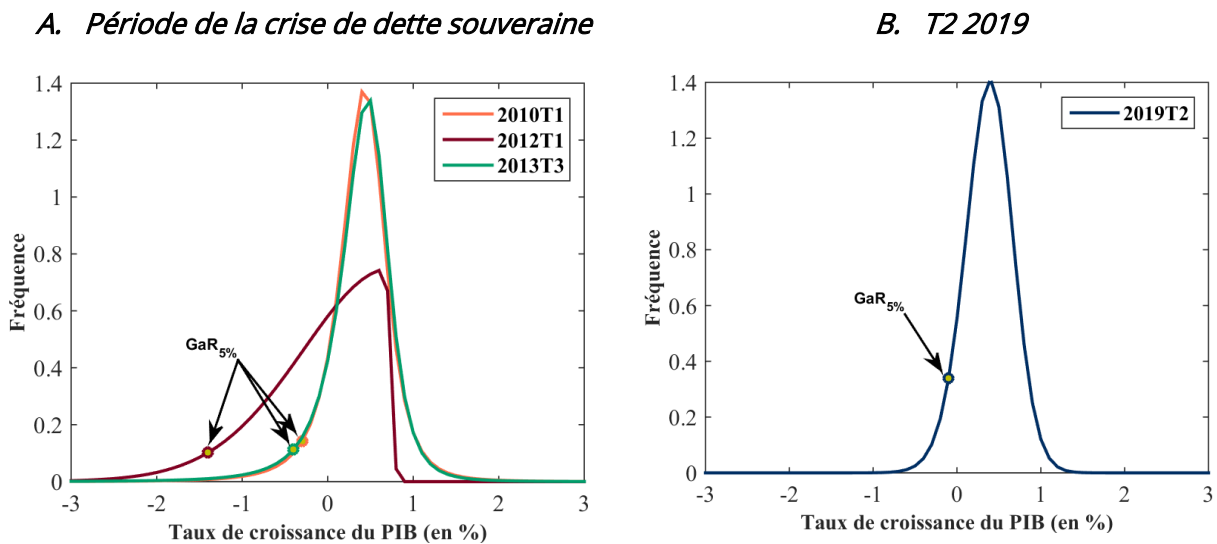 A. Période de la crise de dette souveraine
1.4
1.2
1
0.8
0.6
0.4
0.2
0
Fréquence
2010T1
2012T1
2013T3
GaR5%
-3
-2
-1
0
1
2
3
Taux de croissance du PIB (en %)
B. T2 2019
1.4
1.2
1
0.8
0.6
0.4
0.2
0
Fréquence
2019T2
GaR5%
-3
-2
-1
0
1
2
3
Taux de croissance du PIB (en %)